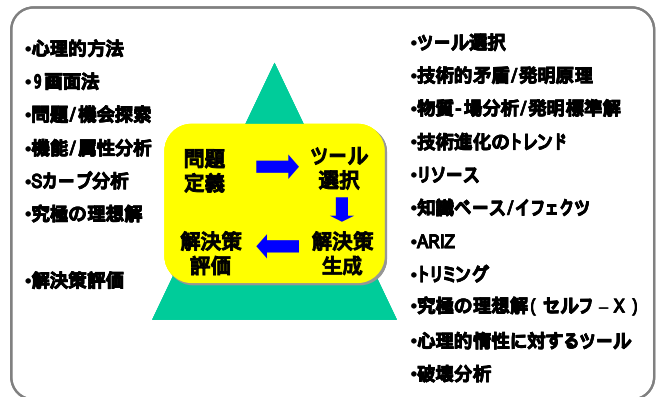 ・心理的方法
・9画面法
・問題/機会探索
・機能/属性分析
・Sカーブ分析
・究極の理想解
・解決策評価
問題
定義
ツール
選択
解決策
評価
解決策
生成
・ツール選択
・技術的矛盾/発明原理
・物質-場分析/発明標準解
・技術進化のトレンド
・リソース
・知識ベース/イフェクツ
・ARIZ
・トリミング
・究極の理想解( セルフ – X )
・心理的惰性に対するツール
・破壊分析